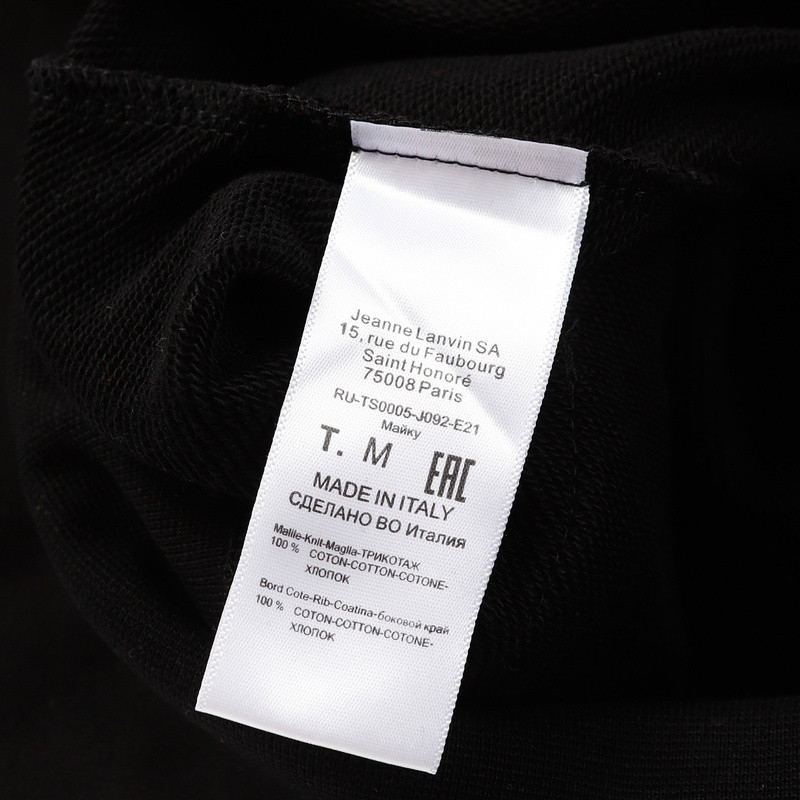 Jeanne Lanvin SA
15, rue du Faubourg
Saint Honoré
75008 Paris
RU-TS0005-J092-E21
Майку
T. M EAC
MADE IN ITALY
СДЕЛАНО ВО Италия
Malile-Knit-Maglia-ТРИКОТАЖ
100 % COTON-COTTON-COTONE-
ХЛОПОК
Bord Cote-Rib-Coatina-боковой край
100 % COTON-COTTON-COTONE-
ХЛОПОК